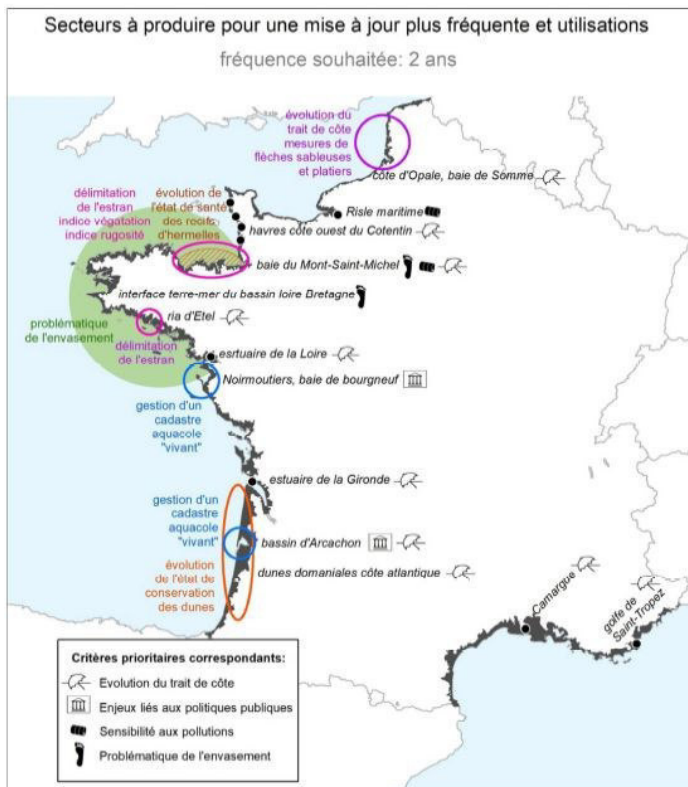 Secteurs à produire pour une mise à jour plus fréquente et utilisations
fréquence souhaitée: 2 ans
évolution du
trait de côte
mesures de
flèches sableuses
et platiers
côte d'Opale, baie de Somme
délimitation
de l'estran
indice végatation
indice rugosité
évolution de
l'état de santé
des récifs
d'hermelles
Risle maritime
havres côte ouest du Cotentin
baie du Mont-Saint-Michel
interface terre-mer du bassin loire Bretagne
ria d'Etel
problématique
de l'envasement
délimitation
de l'estran
esrtuaire de la Loire
Noirmoutiers, baie de bourgneuf
gestion d'un
cadastre
aquacole
"vivant"
estuaire de la Gironde
gestion d'un
cadastre
aquacole
"vivant"
bassin d'Arcachon
évolution
de l'état de
conservation
des dunes
dunes domaniales côte atlantique
Camargue
golfe de
Saint-Tropez
Critères prioritaires correspondants:
Evolution du trait de côte
Enjeux liés aux politiques publiques
Sensibilité aux pollutions
Problématique de l'envasement